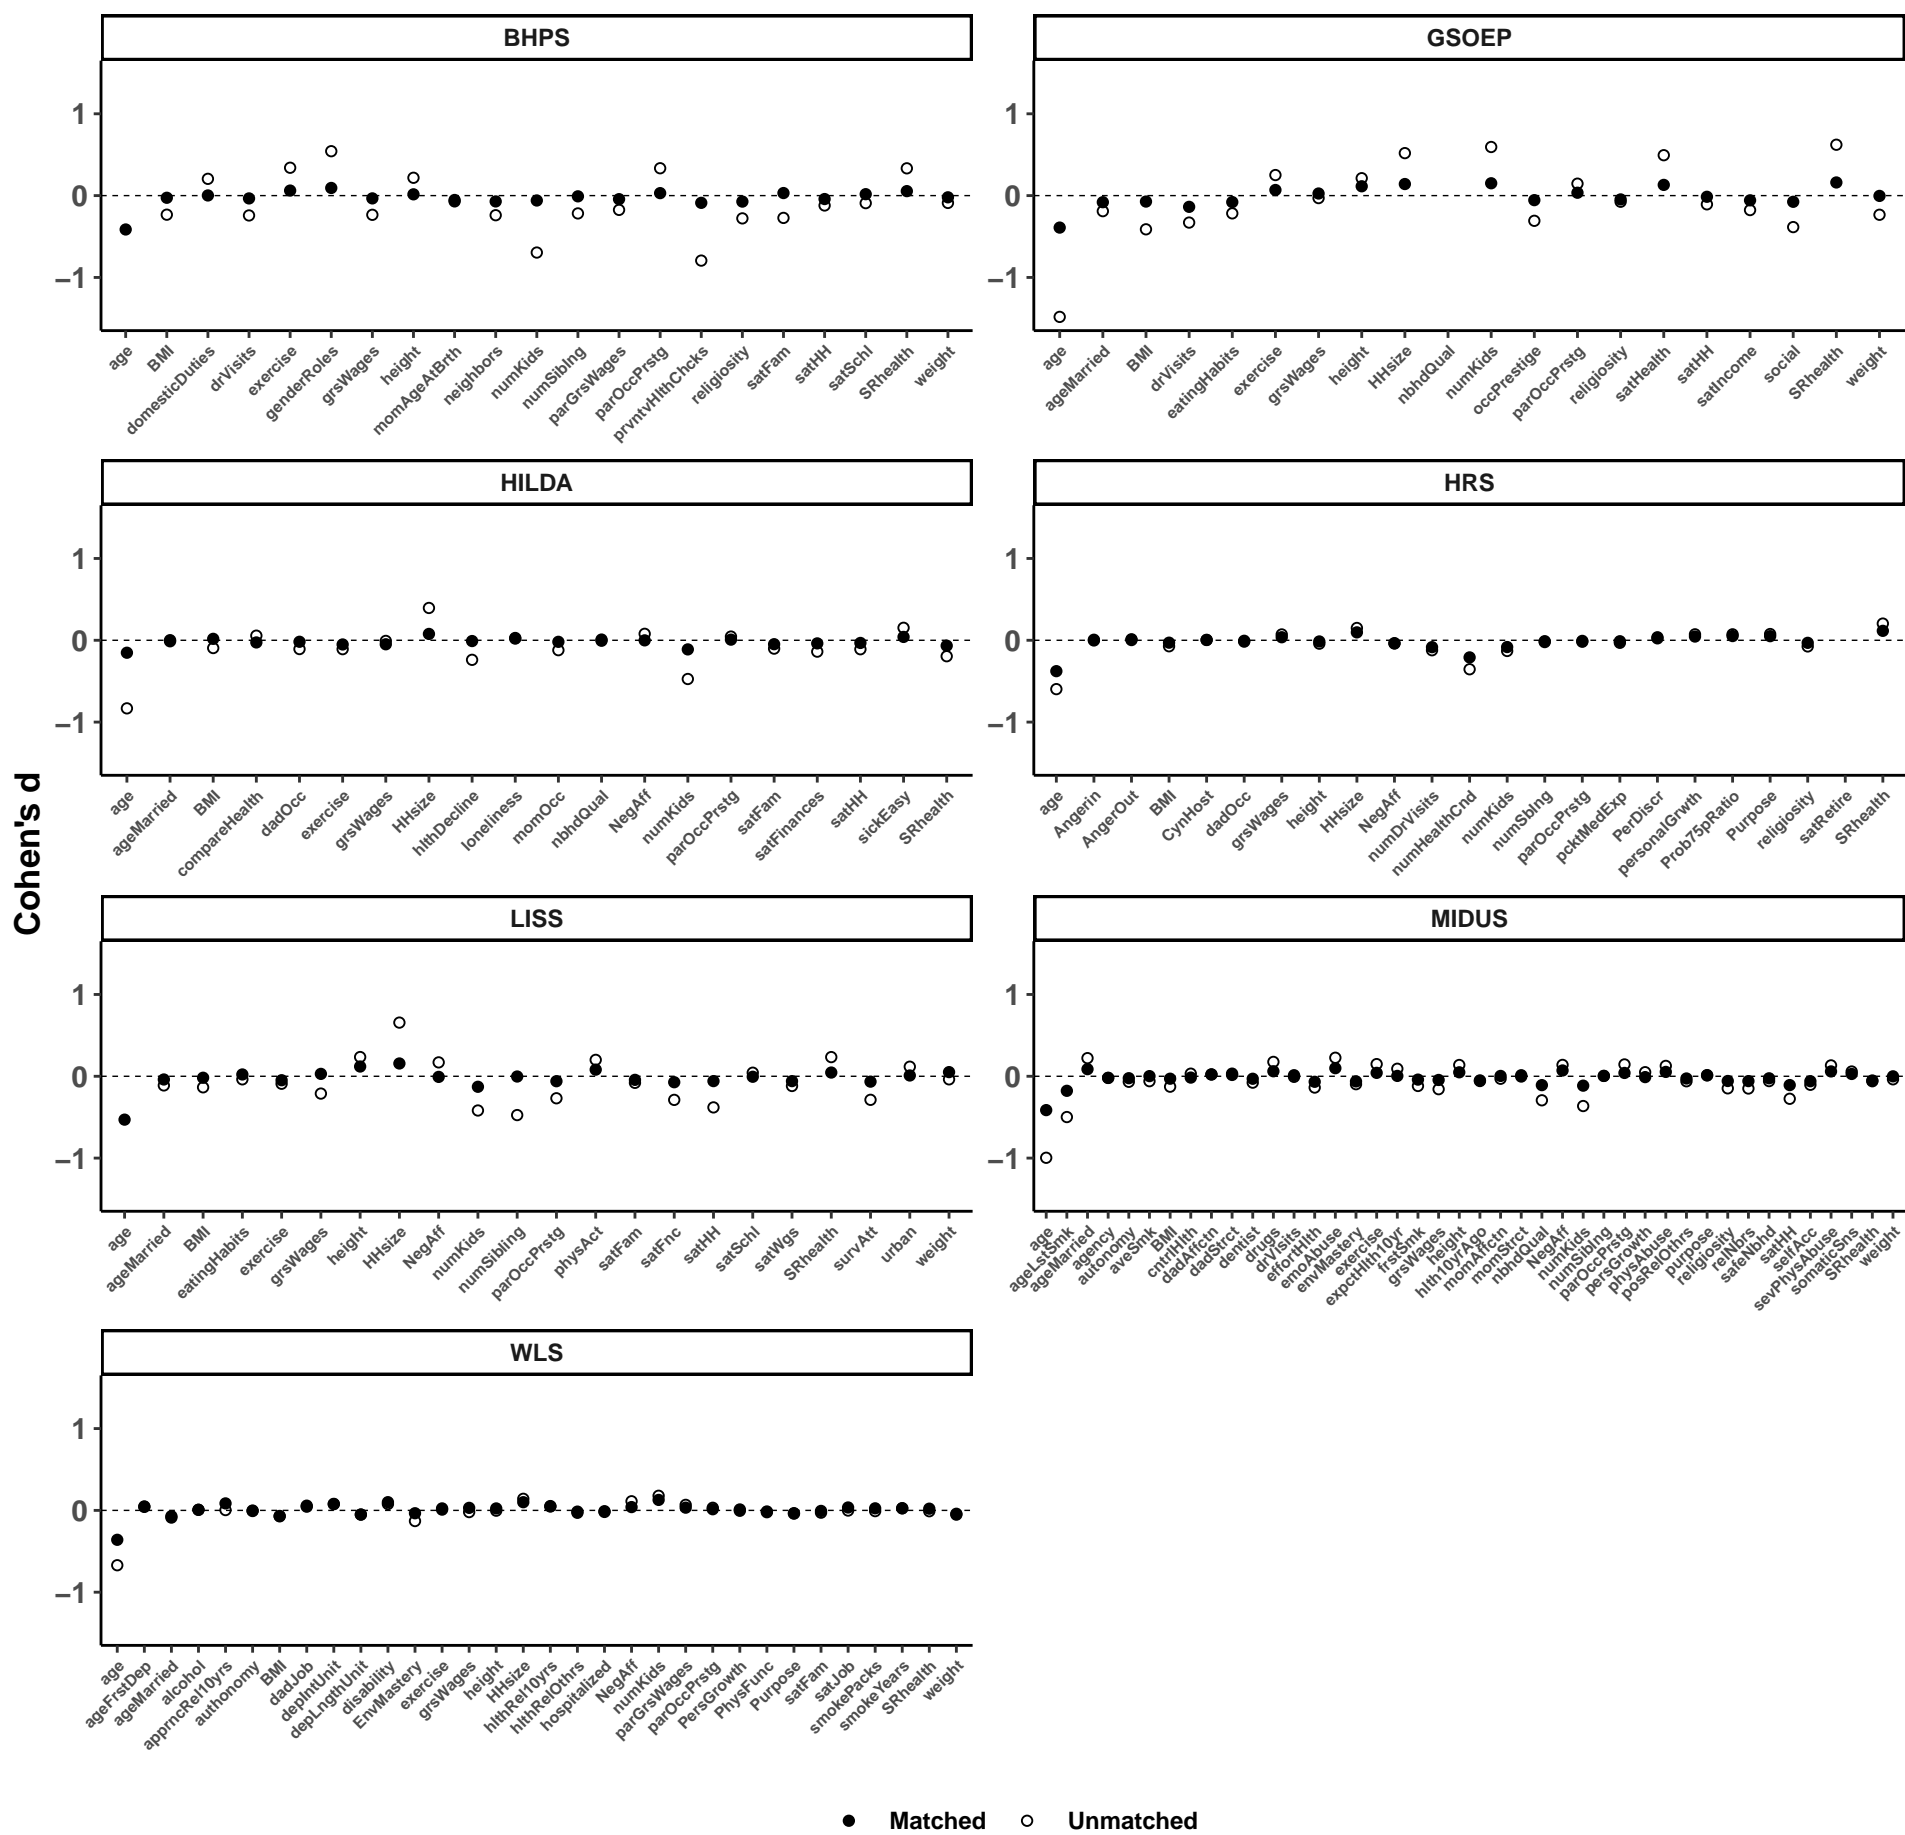 BHPS
GSOEP
1
0
−1
1
0
−1
age
BMI
domesticDuties
drVisits
exercise
genderRoles
grsWages
height
momAgeAtBrth
neighbors
numKids
numSiblng
parGrsWages
parOccPrstg
prvntvHlthChcks
religiosity
satFam
satHH
satSchl
SRhealth
weight
age
ageMarried
BMI
drVisits
eatingHabits
exercise
grsWages
height
HHsize
nbhdQual
numKids
occPrestige
parOccPrstg
religiosity
satHealth
satHH
satIncome
social
SRhealth
weight
HILDA
HRS
1
0
−1
1
0
−1
age
ageMarried
BMI
compareHealth
dadOcc
exercise
grsWages
HHsize
hlthDecline
loneliness
momOcc
nbhdQual
NegAff
numKids
parOccPrstg
satFam
satFinances
satHH
sickEasy
SRhealth
age
Angerin
AngerOut
BMI
CynHost
dadOcc
grsWages
height
HHsize
NegAff
numDrVisits
numHealthCnd
numKids
numSblng
parOccPrstg
pcktMedExp
PerDiscr
personalGrwth
Prob75pRatio
Purpose
religiosity
satRetire
SRhealth
Cohen's d
LISS
MIDUS
1
0
−1
1
0
−1
age
ageMarried
BMI
eatingHabits
exercise
grsWages
height
HHsize
NegAff
numKids
numSibling
parOccPrstg
physAct
satFam
satFnc
satHH
satSchl
satWgs
SRhealth
survAtt
urban
weight
age
ageLstSmk
ageMarried
agency
autonomy
aveSmk
BMI
cntrlHlth
dadAffctn
dadStrct
dentist
drugs
drVisits
effortHlth
emoAbuse
envMastery
exercise
expctHlth10yr
frstSmk
grsWages
height
hlth10yrAgo
momAffctn
momStrct
nbhdQual
NegAff
numKids
numSiblng
parOccPrstg
persGrowth
physAbuse
posRelOthrs
purpose
religiosity
relNbrs
safeNbhd
satHH
selfAcc
sevPhysAbuse
somaticSns
SRhealth
weight
WLS
1
0
−1
age
ageFrstDep
ageMarried
alcohol
apprncRel10yrs
authonomy
BMI
dadJob
depIntUnit
depLngthUnit
disability
EnvMastery
exercise
grsWages
height
HHsize
hlthRel10yrs
hlthRelOthrs
hospitalized
NegAff
numKids
parGrsWages
parOccPrstg
PersGrowth
PhysFunc
Purpose
satFam
satJob
smokePacks
smokeYears
SRhealth
weight
Matched
Unmatched